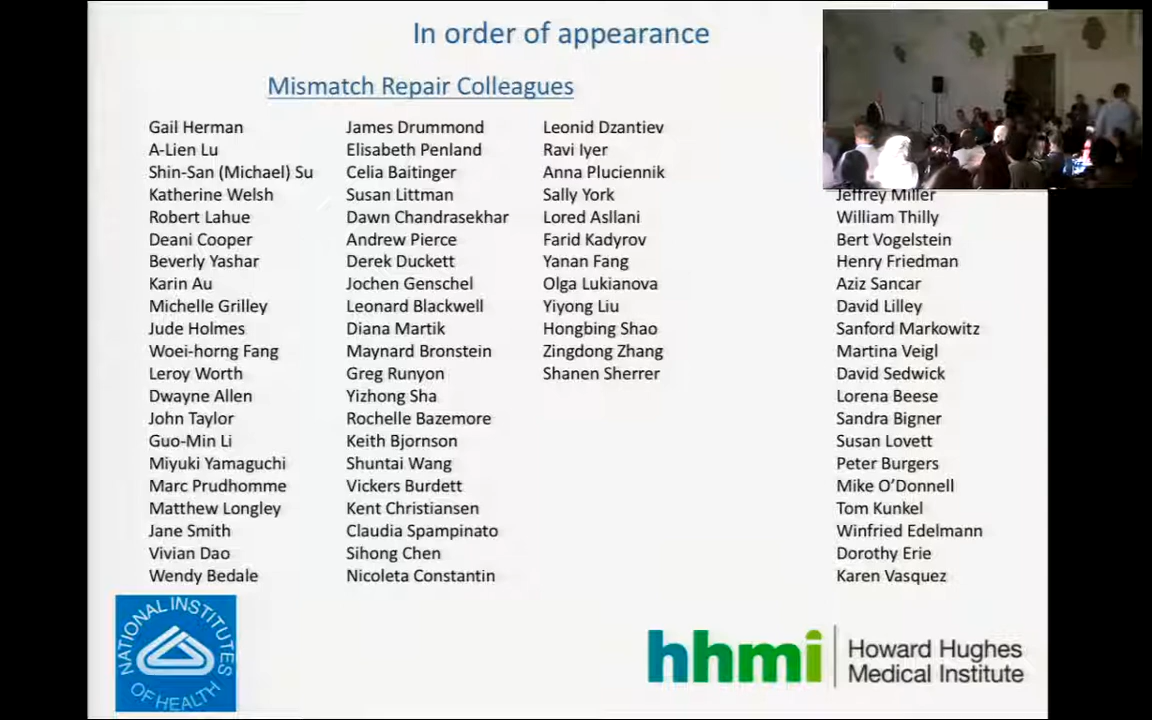 In order of appearance
Mismatch Repair Colleagues
Gail Herman
A-Lien Lu
Shin-San (Michael) Su
Katherine Welsh
Robert Lahue
Deani Cooper
Beverly Yashar
Karin Au
Michelle Grilley
Jude Holmes
Woei-horng Fang
Leroy Worth
Dwayne Allen
John Taylor
Guo-Min Li
Miyuki Yamaguchi
Marc Prudhomme
Matthew Longley
Jane Smith
Vivian Dao
Wendy Bedale
James Drummond
Elisabeth Penland
Celia Baitinger
Susan Littman
Dawn Chandrasekhar
Andrew Pierce
Derek Duckett
Jochen Genschel
Leonard Blackwell
Diana Martik
Maynard Bronstein
Greg Runyon
Yizhong Sha
Rochelle Bazemore
Keith Bjornson
Shuntai Wang
Vickers Burdett
Kent Christiansen
Claudia Spampinato
Sihong Chen
Nicoleta Constantin
Leonid Dzantiev
Ravi Iyer
Anna Pluciennik
Sally York
Lored Asllani
Farid Kadyrov
Yanan Fang
Olga Lukianova
Yiyong Liu
Hongbing Shao
Zingdong Zhang
Shanen Sherrer
Jeffrey Miller
William Thilly
Bert Vogelstein
Henry Friedman
Aziz Sancar
David Lilley
Sanford Markowitz
Martina Veigl
David Sedwick
Lorena Beese
Sandra Bigner
Susan Lovett
Peter Burgers
Mike O’Donnell
Tom Kunkel
Winfried Edelmann
Dorothy Erie
Karen Vasquez
NATIONAL INSTITUTES
OF HEALTH
hhmi
Howard Hughes
Medical Institute